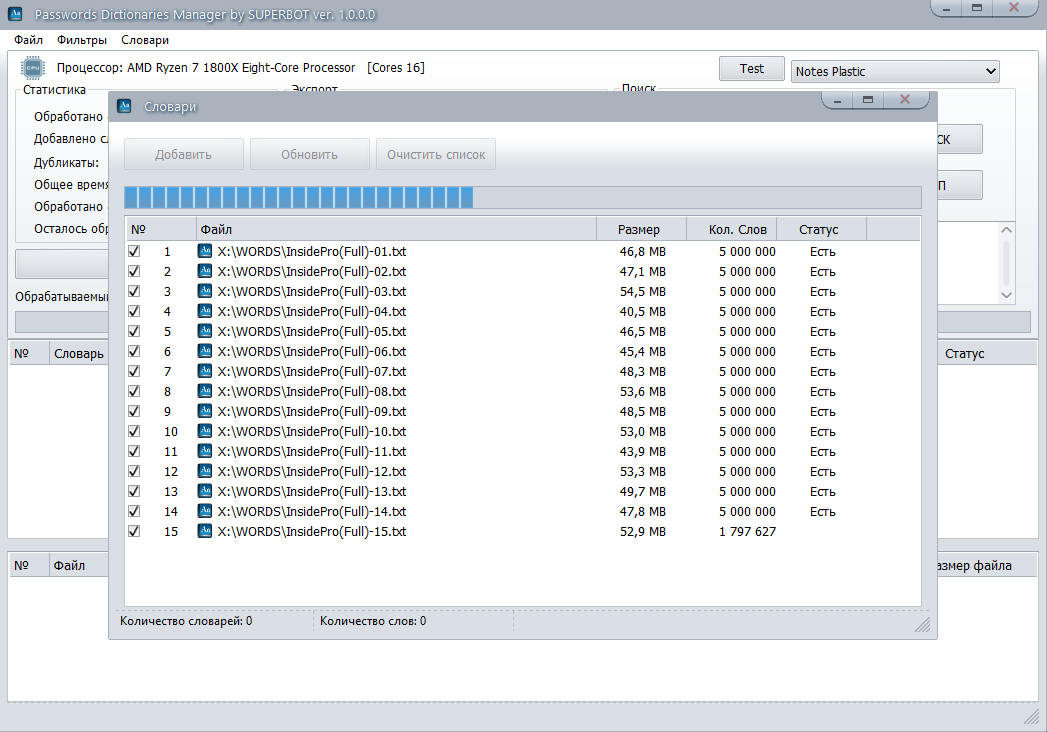 Passwords Dictionaries Manager by SUPERBOT ver. 1.0.0.0
Файл Фильтры Словари
CPU Процессор: AMD Ryzen 7 1800X Eight-Core Processor [Cores 16] Test Notes Plastic
Статистика Экспорт Поиск
Словари
Обработано
Добавлено
Дубликаты:
Общее время
Обработано
Осталось
Обрабатываемый
Добавить Обновить Очистить список
№ Файл Размер Кол. Слов Статус
1 X:\WORDS\InsidePro(Full)-01.txt 46,8 MB 5 000 000 Есть
2 X:\WORDS\InsidePro(Full)-02.txt 47,1 MB 5 000 000 Есть
3 X:\WORDS\InsidePro(Full)-03.txt 54,5 MB 5 000 000 Есть
4 X:\WORDS\InsidePro(Full)-04.txt 40,5 MB 5 000 000 Есть
5 X:\WORDS\InsidePro(Full)-05.txt 46,5 MB 5 000 000 Есть
6 X:\WORDS\InsidePro(Full)-06.txt 45,4 MB 5 000 000 Есть
7 X:\WORDS\InsidePro(Full)-07.txt 48,3 MB 5 000 000 Есть
8 X:\WORDS\InsidePro(Full)-08.txt 53,6 MB 5 000 000 Есть
9 X:\WORDS\InsidePro(Full)-09.txt 48,5 MB 5 000 000 Есть
10 X:\WORDS\InsidePro(Full)-10.txt 53,0 MB 5 000 000 Есть
11 X:\WORDS\InsidePro(Full)-11.txt 43,9 MB 5 000 000 Есть
12 X:\WORDS\InsidePro(Full)-12.txt 53,3 MB 5 000 000 Есть
13 X:\WORDS\InsidePro(Full)-13.txt 49,7 MB 5 000 000 Есть
14 X:\WORDS\InsidePro(Full)-14.txt 47,8 MB 5 000 000 Есть
15 X:\WORDS\InsidePro(Full)-15.txt 52,9 MB 1 797 627
Количество словарей: 0 Количество слов: 0
№ Словарь Статус
№ Файл азмер файла